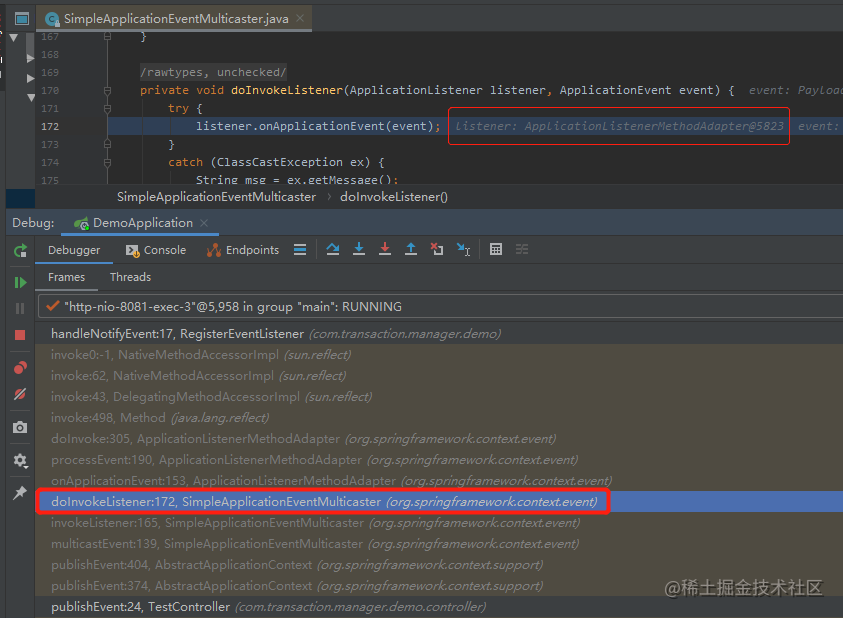 SimpleApplicationEventMulticaster.java
167 }
168
169 /rawtypes, unchecked/
170 private void doInvokeListener(ApplicationListener listener, ApplicationEvent event) { event: Payloa
171 try {
172 listener.onApplicationEvent(event); listener: ApplicationListenerMethodAdapter@5823 event:
173 }
174 catch (ClassCastException ex) {
175 String msg = ex.getMessage();
SimpleApplicationEventMulticaster › doInvokeListener()
Debug: DemoApplication
Debugger Console Endpoints
Frames Threads
"http-nio-8081-exec-3"@5,958 in group "main": RUNNING
handleNotifyEvent:17, RegisterEventListener (com.transaction.manager.demo)
invoke0:-1, NativeMethodAccessorImpl (sun.reflect)
invoke:62, NativeMethodAccessorImpl (sun.reflect)
invoke:43, DelegatingMethodAccessorImpl (sun.reflect)
invoke:498, Method (java.lang.reflect)
doInvoke:305, ApplicationListenerMethodAdapter (org.springframework.context.event)
processEvent:190, ApplicationListenerMethodAdapter (org.springframework.context.event)
onApplicationEvent:153, ApplicationListenerMethodAdapter (org.springframework.context.event)
doInvokeListener:172, SimpleApplicationEventMulticaster (org.springframework.context.event)
invokeListener:165, SimpleApplicationEventMulticaster (org.springframework.context.event)
multicastEvent:139, SimpleApplicationEventMulticaster (org.springframework.context.event)
publishEvent:404, AbstractApplicationContext (org.springframework.context.support)
publishEvent:374, AbstractApplicationContext (org.springframework.context.support)
publishEvent:24, TestController (com.transaction.manager.demo.controller)
@稀土掘金技术社区